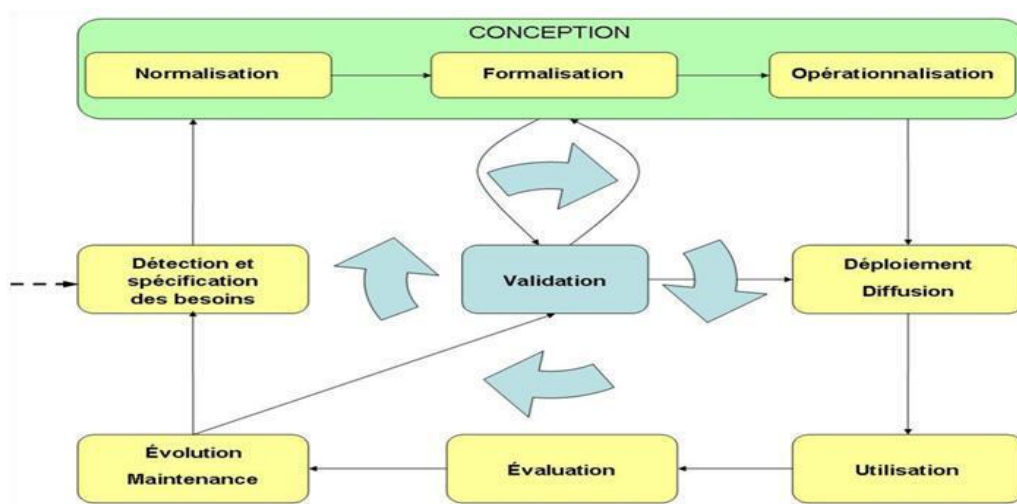 CONCEPTION
Normalisation
Formalisation
Opérationnalisation
Détection et
spécification
des besoins
Validation
Déploiement
Diffusion
Évolution
Maintenance
Évaluation
Utilisation